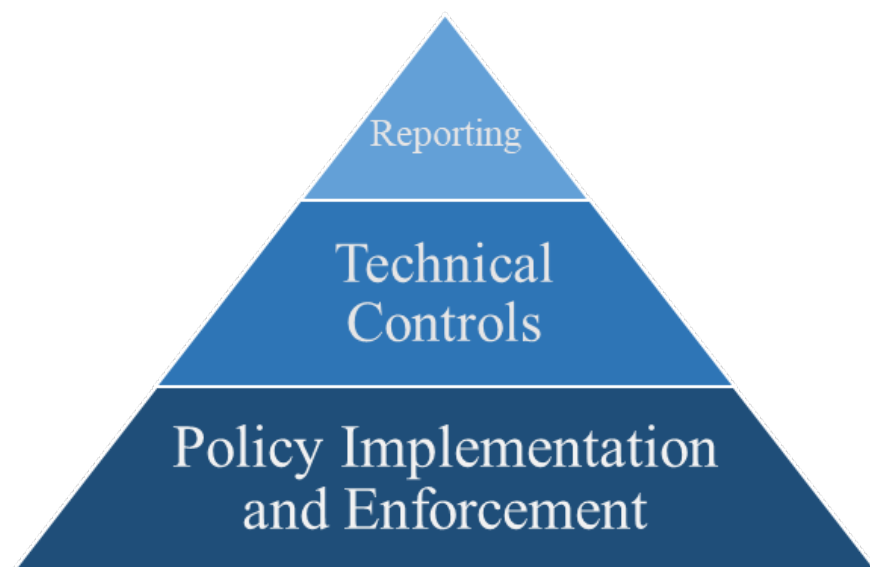 Reporting
Technical
Controls
Policy Implementation
and Enforcement